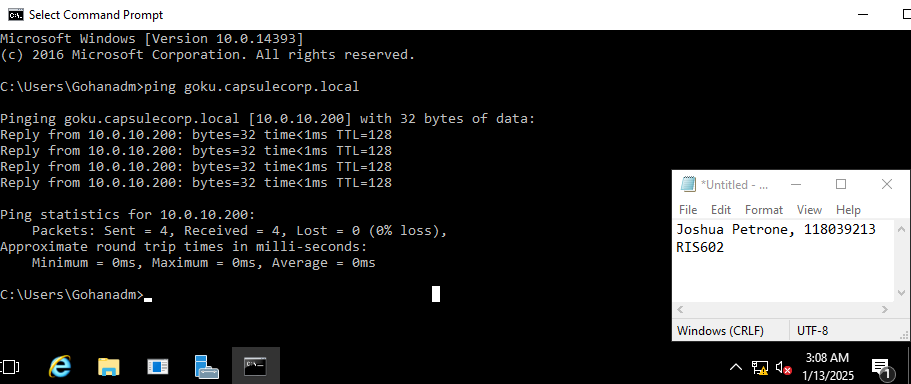 Select Command Prompt
Microsoft Windows [Version 10.0.14393]
(c) 2016 Microsoft Corporation. All rights reserved.
C:\Users\Gohanadm>ping goku.capsulecorp.local
Pinging goku.capsulecorp.local [10.0.10.200] with 32 bytes of data:
Reply from 10.0.10.200: bytes=32 time<1ms TTL=128
Reply from 10.0.10.200: bytes=32 time<1ms TTL=128
Reply from 10.0.10.200: bytes=32 time<1ms TTL=128
Reply from 10.0.10.200: bytes=32 time<1ms TTL=128
Ping statistics for 10.0.10.200:
    Packets: Sent = 4, Received = 4, Lost = 0 (0% loss),
Approximate round trip times in milli-seconds:
    Minimum = 0ms, Maximum = 0ms, Average = 0ms
C:\Users\Gohanadm>
*Untitled - ...
File Edit Format View Help
Joshua Petrone, 118039213
RIS602
Windows (CRLF) UTF-8
3:08 AM
1/13/2025
1